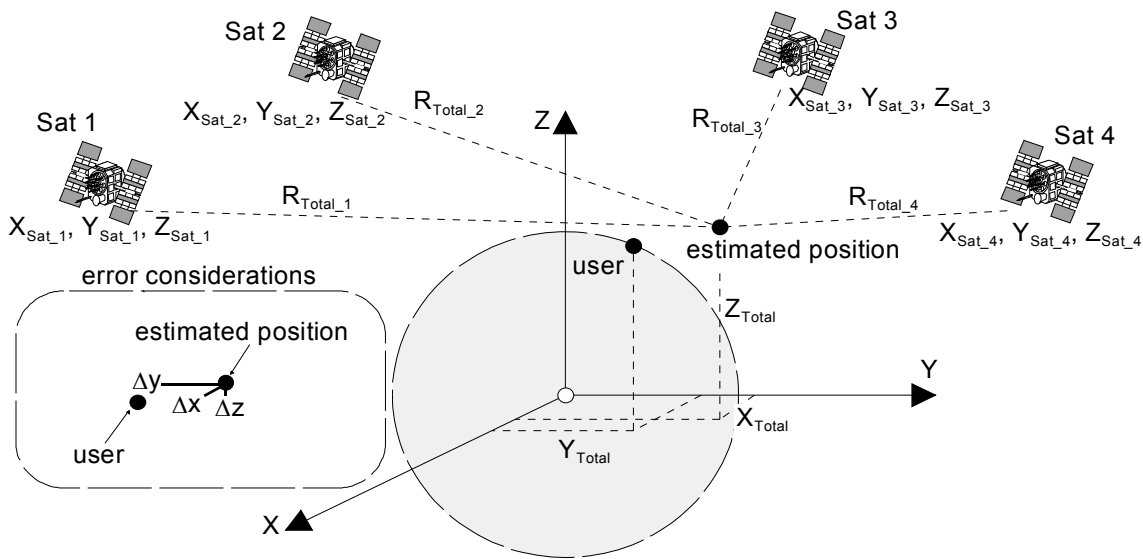 Sat 2
Sat 3
X_Sat_2, Y_Sat_2, Z_Sat_2
R_Total_2
R_Total_3
X_Sat_3, Y_Sat_3, Z_Sat_3
Sat 1
Z
Sat 4
R_Total_1
R_Total_4
X_Sat_1, Y_Sat_1, Z_Sat_1
X_Sat_4, Y_Sat_4, Z_Sat_4
estimated position
user
error considerations
Z_Total
estimated position
Δy
Δx
Δz
user
Y
X_Total
Y_Total
X